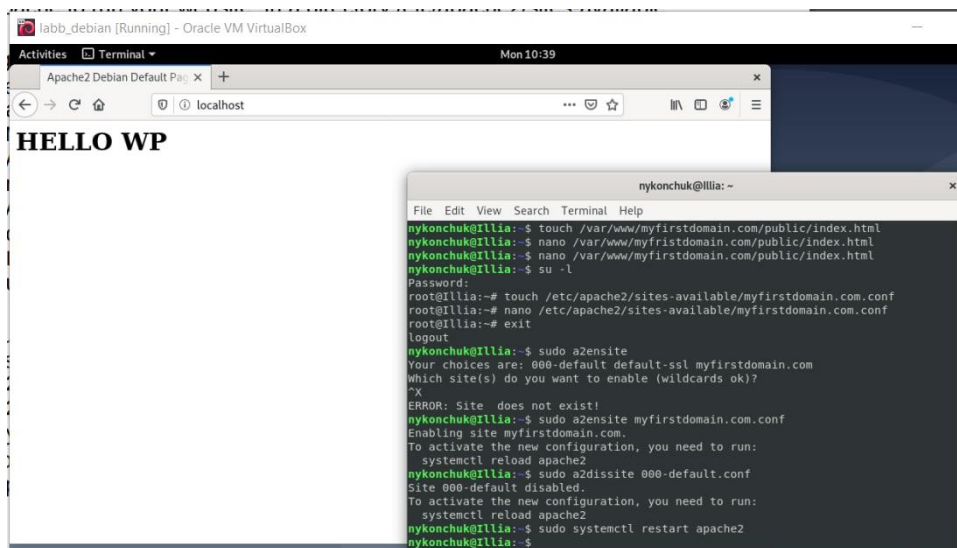 labb_debian [Running] - Oracle VM VirtualBox
Activities Terminal Mon 10:39
Apache2 Debian Default Pag
localhost
HELLO WP
nykonchuk@Illia: ~
File Edit View Search Terminal Help
nykonchuk@Illia:~$ touch /var/www/myfirstdomain.com/public/index.html
nykonchuk@Illia:~$ nano /var/www/myfristdomain.com/public/index.html
nykonchuk@Illia:~$ nano /var/www/myfirstdomain.com/public/index.html
nykonchuk@Illia:~$ su -l
Password:
root@Illia:~# touch /etc/apache2/sites-available/myfirstdomain.com.conf
root@Illia:~# nano /etc/apache2/sites-available/myfirstdomain.com.conf
root@Illia:~# exit
logout
nykonchuk@Illia:~$ sudo a2ensite
Your choices are: 000-default default-ssl myfirstdomain.com
Which site(s) do you want to enable (wildcards ok)?
^X
ERROR: Site  does not exist!
nykonchuk@Illia:~$ sudo a2ensite myfirstdomain.com.conf
Enabling site myfirstdomain.com.
To activate the new configuration, you need to run:
  systemctl reload apache2
nykonchuk@Illia:~$ sudo a2dissite 000-default.conf
Site 000-default disabled.
To activate the new configuration, you need to run:
  systemctl reload apache2
nykonchuk@Illia:~$ sudo systemctl restart apache2
nykonchuk@Illia:~$